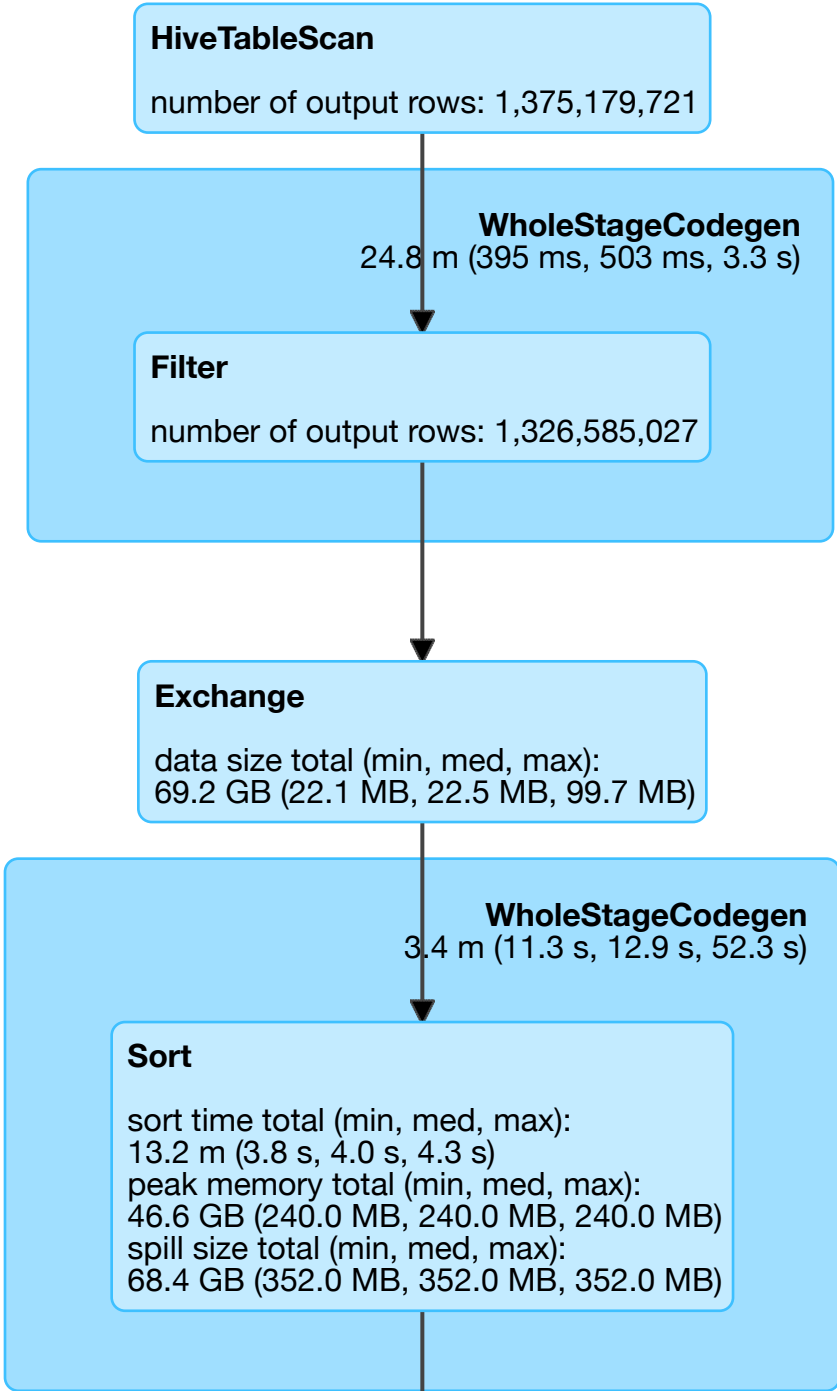 HiveTableScan
number of output rows: 1,375,179,721
WholeStageCodegen
24.8 m (395 ms, 503 ms, 3.3 s)
Filter
number of output rows: 1,326,585,027
Exchange
data size total (min, med, max):
69.2 GB (22.1 MB, 22.5 MB, 99.7 MB)
WholeStageCodegen
3.4 m (11.3 s, 12.9 s, 52.3 s)
Sort
sort time total (min, med, max):
13.2 m (3.8 s, 4.0 s, 4.3 s)
peak memory total (min, med, max):
46.6 GB (240.0 MB, 240.0 MB, 240.0 MB)
spill size total (min, med, max):
68.4 GB (352.0 MB, 352.0 MB, 352.0 MB)